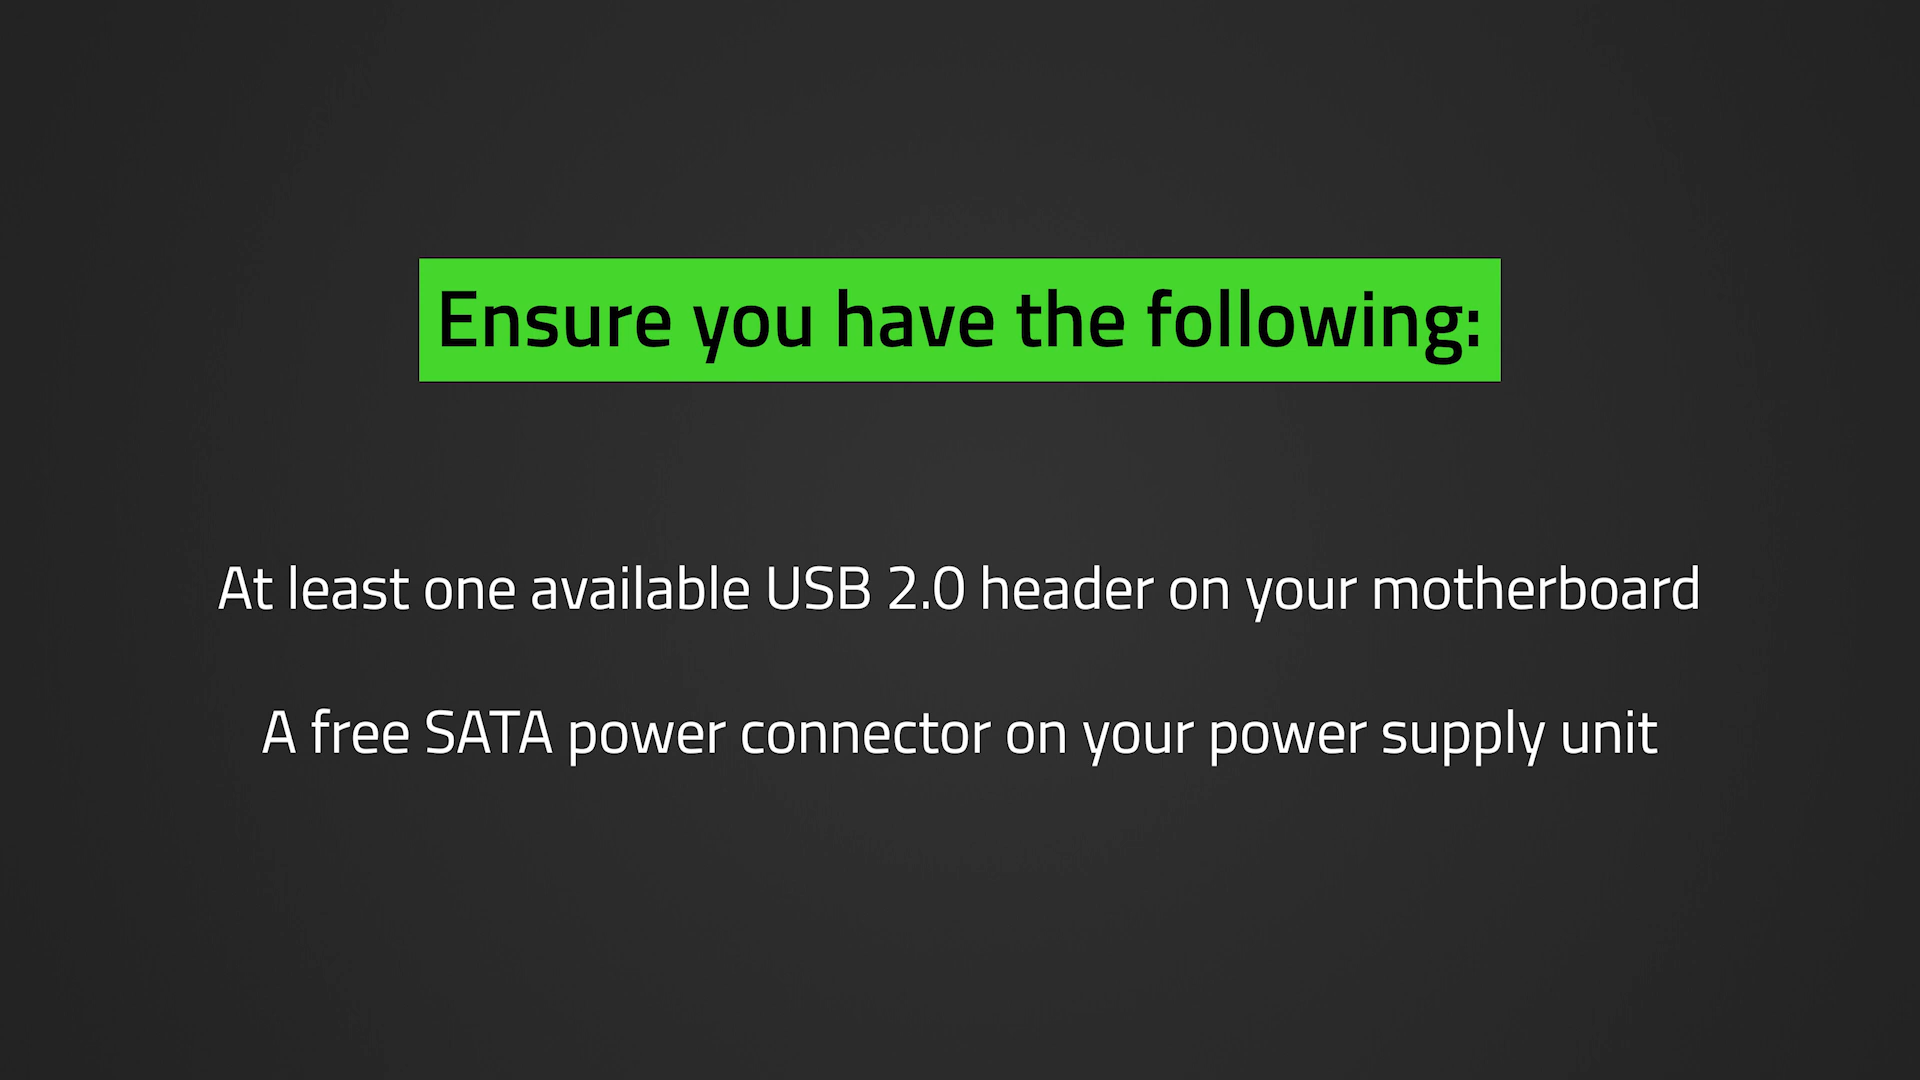 Ensure you have the following:
At least one available USB 2.0 header on your motherboard
A free SATA power connector on your power supply unit